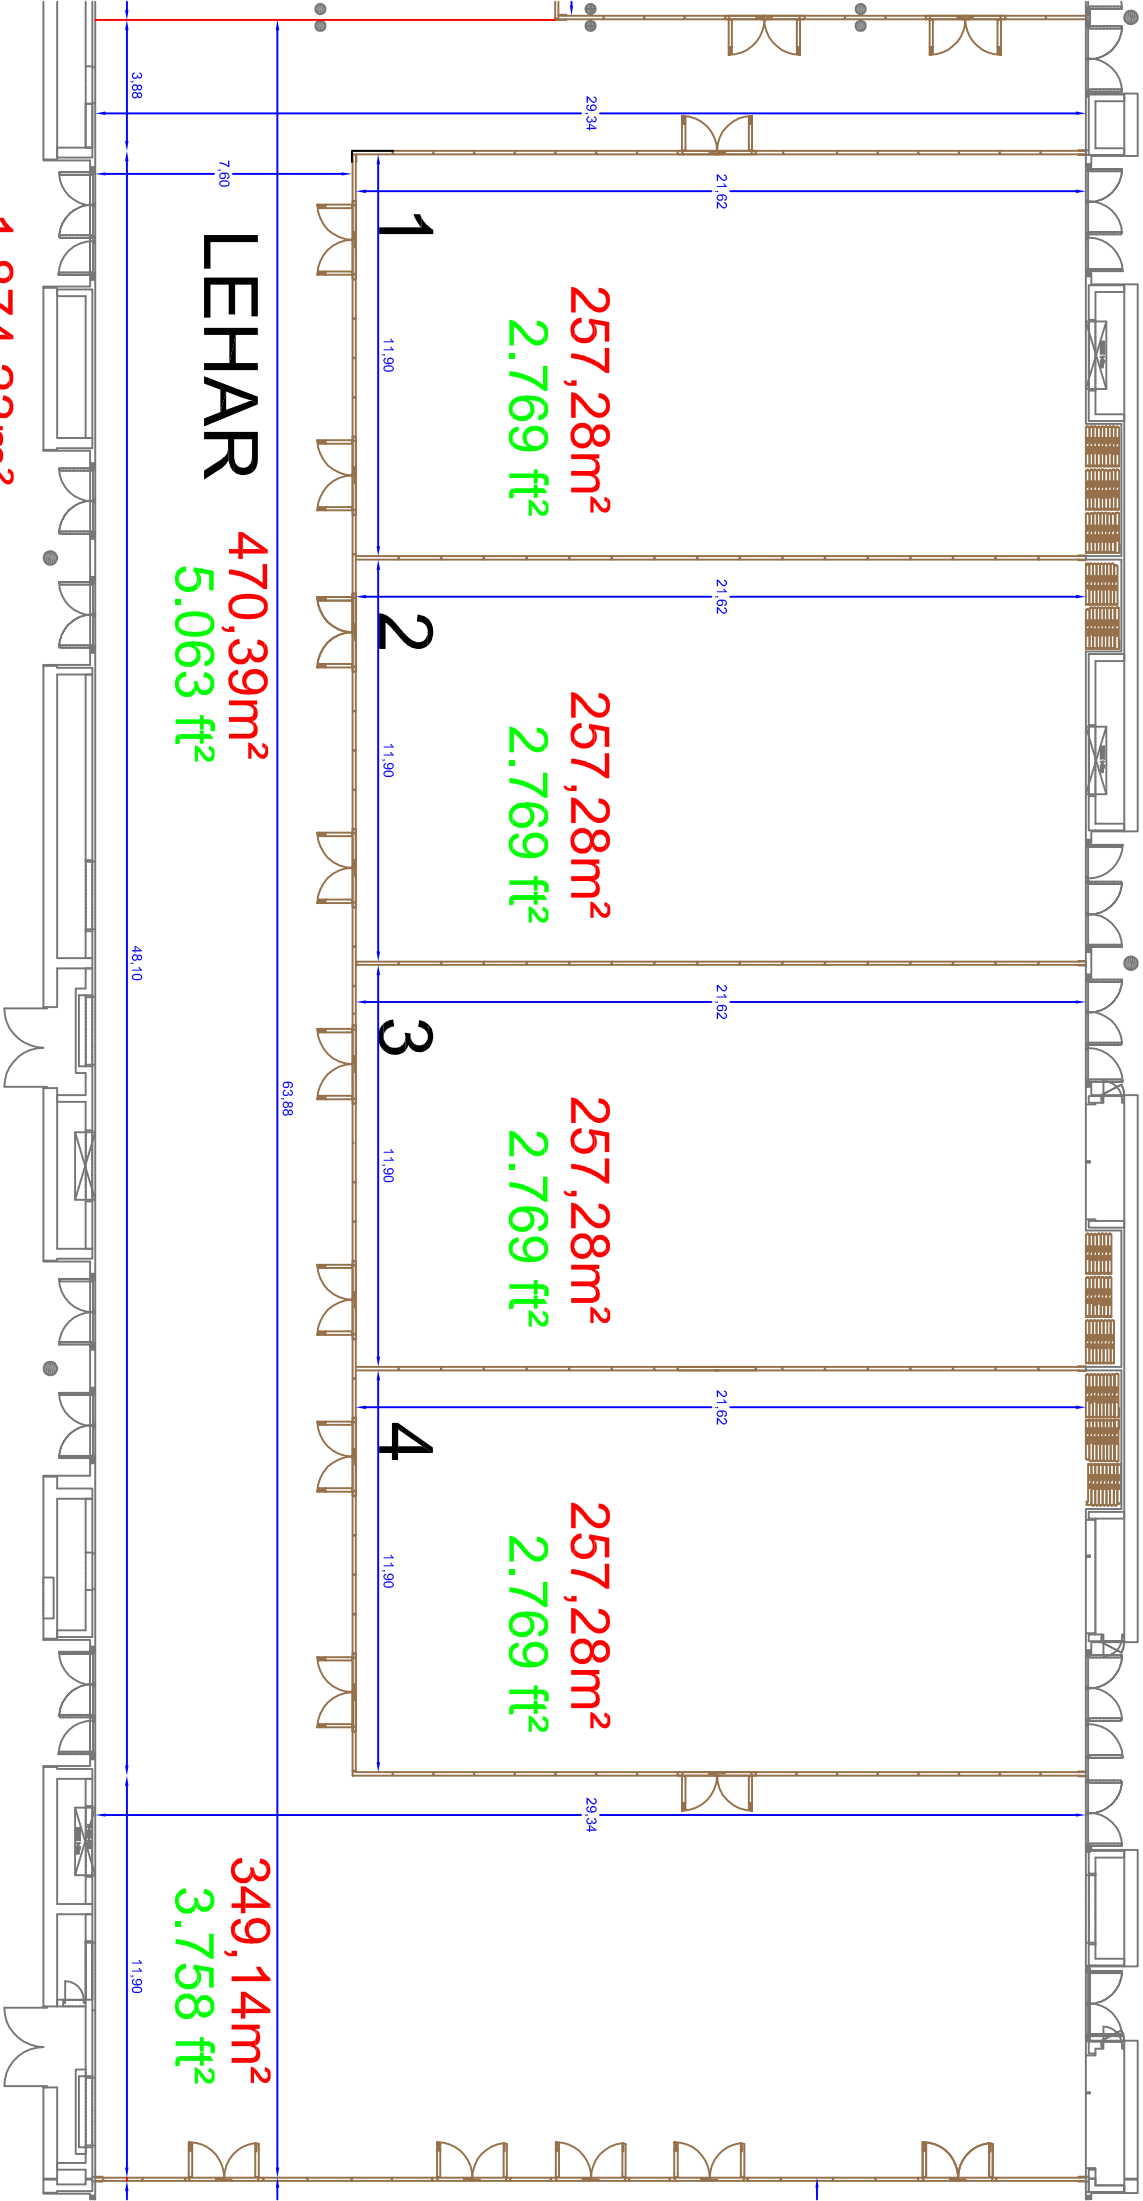 21,62
21,62
21,62
21,62
29,34
257,28m²
257,28m²
257,28m²
257,28m²
29,34
2.769 ft²
2.769 ft²
2.769 ft²
2.769 ft²
1
2
3
4
11,90
11,90
11,90
11,90
63,88
7,60
LEHAR
470,39m²
5.063 ft²
349,14m²
3.758 ft²
3,88
48,10
11,90